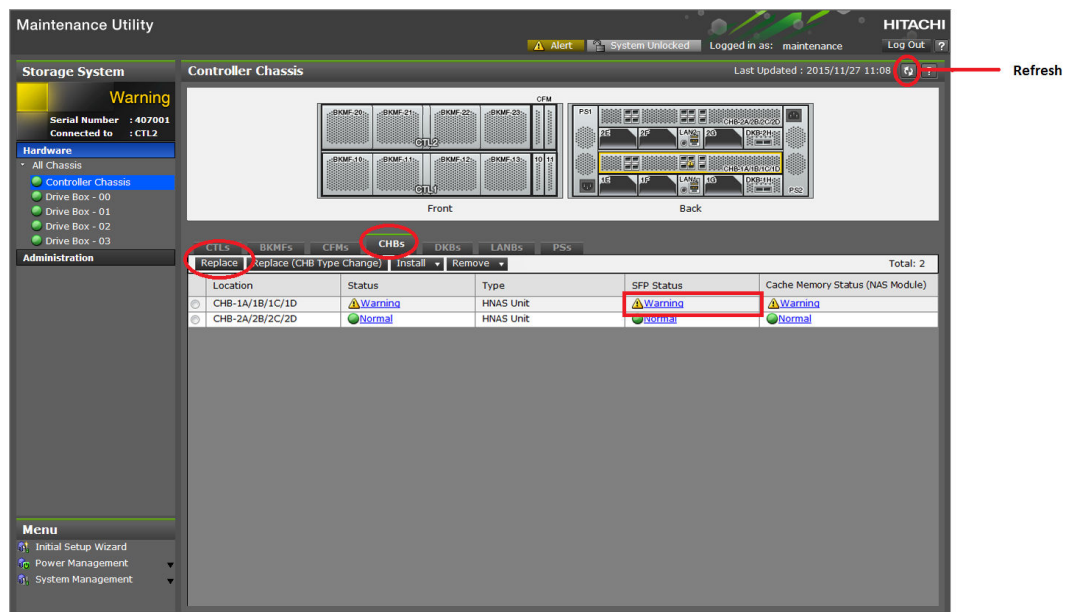 Maintenance Utility
HITACHI
Alert
System Unlocked
Logged in as: maintenance
Log Out
?
Storage System
Warning
Serial Number : 407001
Connected to : CTL2
Hardware
All Chassis
Controller Chassis
Drive Box - 00
Drive Box - 01
Drive Box - 02
Drive Box - 03
Administration
Controller Chassis
Last Updated : 2015/11/27 11:08
?
Refresh
CFM
BKMF-20
BKMF-21
BKMF-22
BKMF-23
CTL2
BKMF-10
BKMF-11
BKMF-12
BKMF-13
10 11
CTL1
Front
PS1
CHB-2A/2B/2C/2D
2E
2F
LAN2
2G
DKB-2H
CHB-1A/1B/1C/1D
1E
1F
LAN1
1G
DKB-1H
PS2
Back
CTLs
BKMFs
CFMs
CHBs
DKBs
LANBs
PSs
Replace
Replace (CHB Type Change)
Install
Remove
Total: 2
Location
Status
Type
SFP Status
Cache Memory Status (NAS Module)
CHB-1A/1B/1C/1D
Warning
HNAS Unit
Warning
Warning
CHB-2A/2B/2C/2D
Normal
HNAS Unit
Normal
Normal
Menu
Initial Setup Wizard
Power Management
System Management